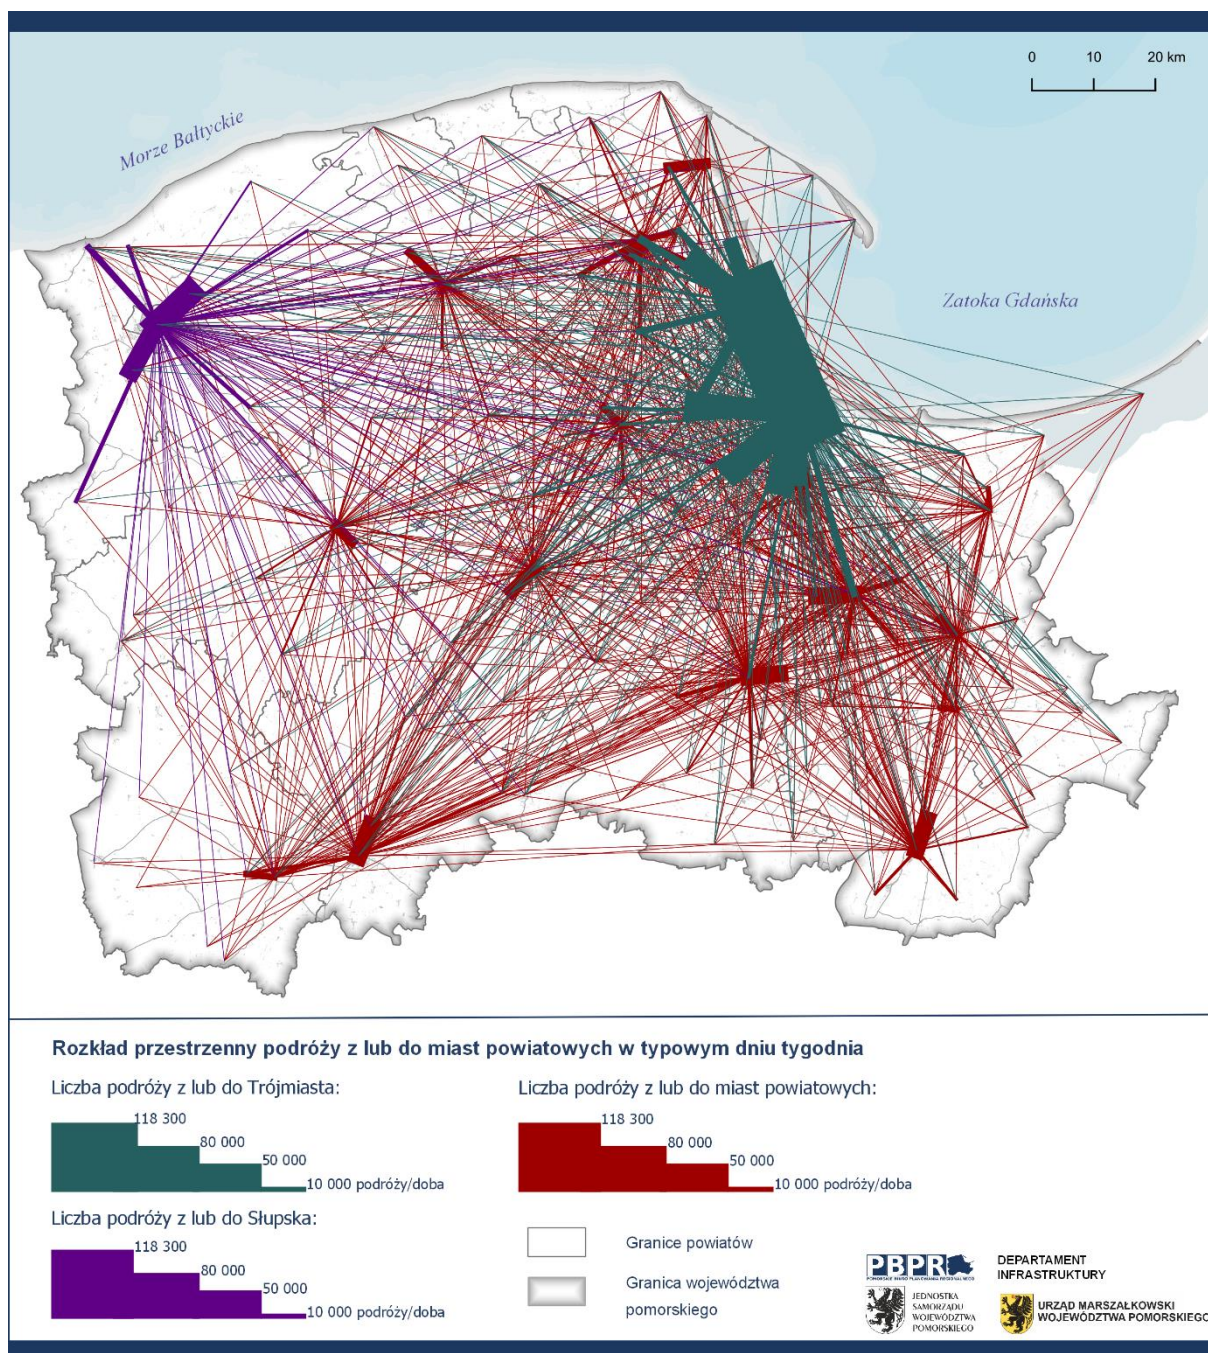 0 10 20 km
Morze Bałtyckie
Zatoka Gdańska
Rozkład przestrzenny podróży z lub do miast powiatowych w typowym dniu tygodnia
Liczba podróży z lub do Trójmiasta:
118 300
80 000
50 000
10 000 podróży/doba
Liczba podróży z lub do miast powiatowych:
118 300
80 000
50 000
10 000 podróży/doba
Liczba podróży z lub do Słupska:
118 300
80 000
50 000
10 000 podróży/doba
Granice powiatów
Granica województwa
pomorskiego
PBPR
POMORSKIE BIURO PLANOWANIA REGIONALNEGO
JEDNOSTKA
SAMORZĄDU
WOJEWÓDZTWA
POMORSKIEGO
DEPARTAMENT
INFRASTRUKTURY
URZĄD MARSZAŁKOWSKI
WOJEWÓDZTWA POMORSKIEGO